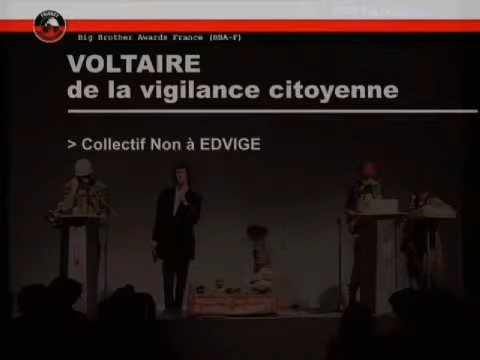 Big Brother Awards France (BBA-F)
VOLTAIRE
de la vigilance citoyenne
> Collectif Non à EDVIGE